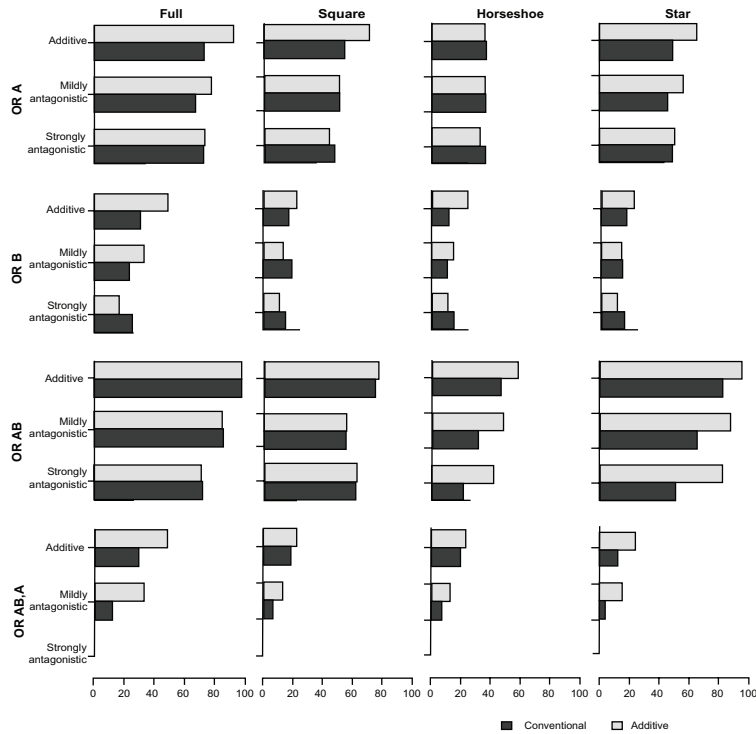 Full Square Horseshoe Star
OR A
Additive
Mildly
antagonistic
Strongly
antagonistic
OR B
Additive
Mildly
antagonistic
Strongly
antagonistic
OR AB
Additive
Mildly
antagonistic
Strongly
antagonistic
OR AB,A
Additive
Mildly
antagonistic
Strongly
antagonistic
0 20 40 60 80 100 0 20 40 60 80 100 0 20 40 60 80 100 0 20 40 60 80 100
Conventional Additive